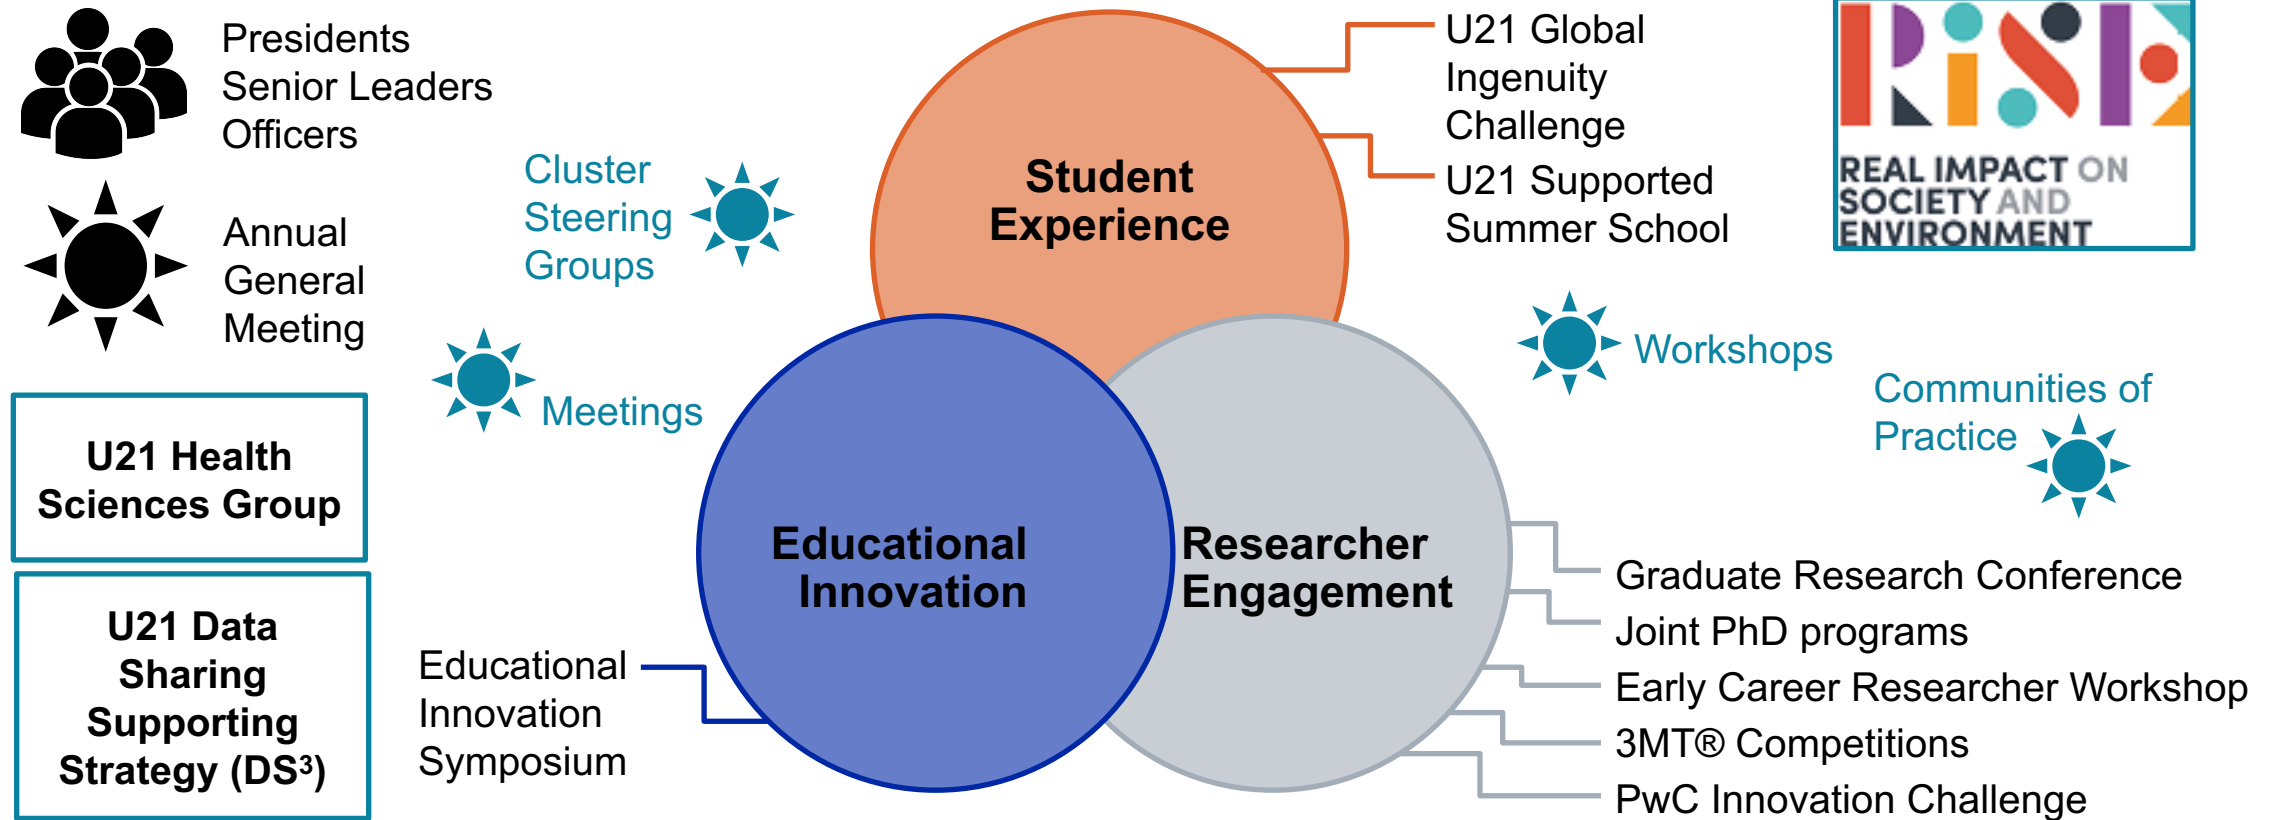 Presidents
Senior Leaders
Officers
Annual
General
Meeting
U21 Health
Sciences Group
U21 Data
Sharing
Supporting
Strategy (DS³)
Cluster
Steering
Groups
Meetings
Educational
Innovation
Symposium
Student
Experience
Educational
Innovation
Researcher
Engagement
U21 Global
Ingenuity
Challenge
U21 Supported
Summer School
RiSE
REAL IMPACT ON
SOCIETY AND
ENVIRONMENT
Workshops
Communities of
Practice
Graduate Research Conference
Joint PhD programs
Early Career Researcher Workshop
3MT® Competitions
PwC Innovation Challenge